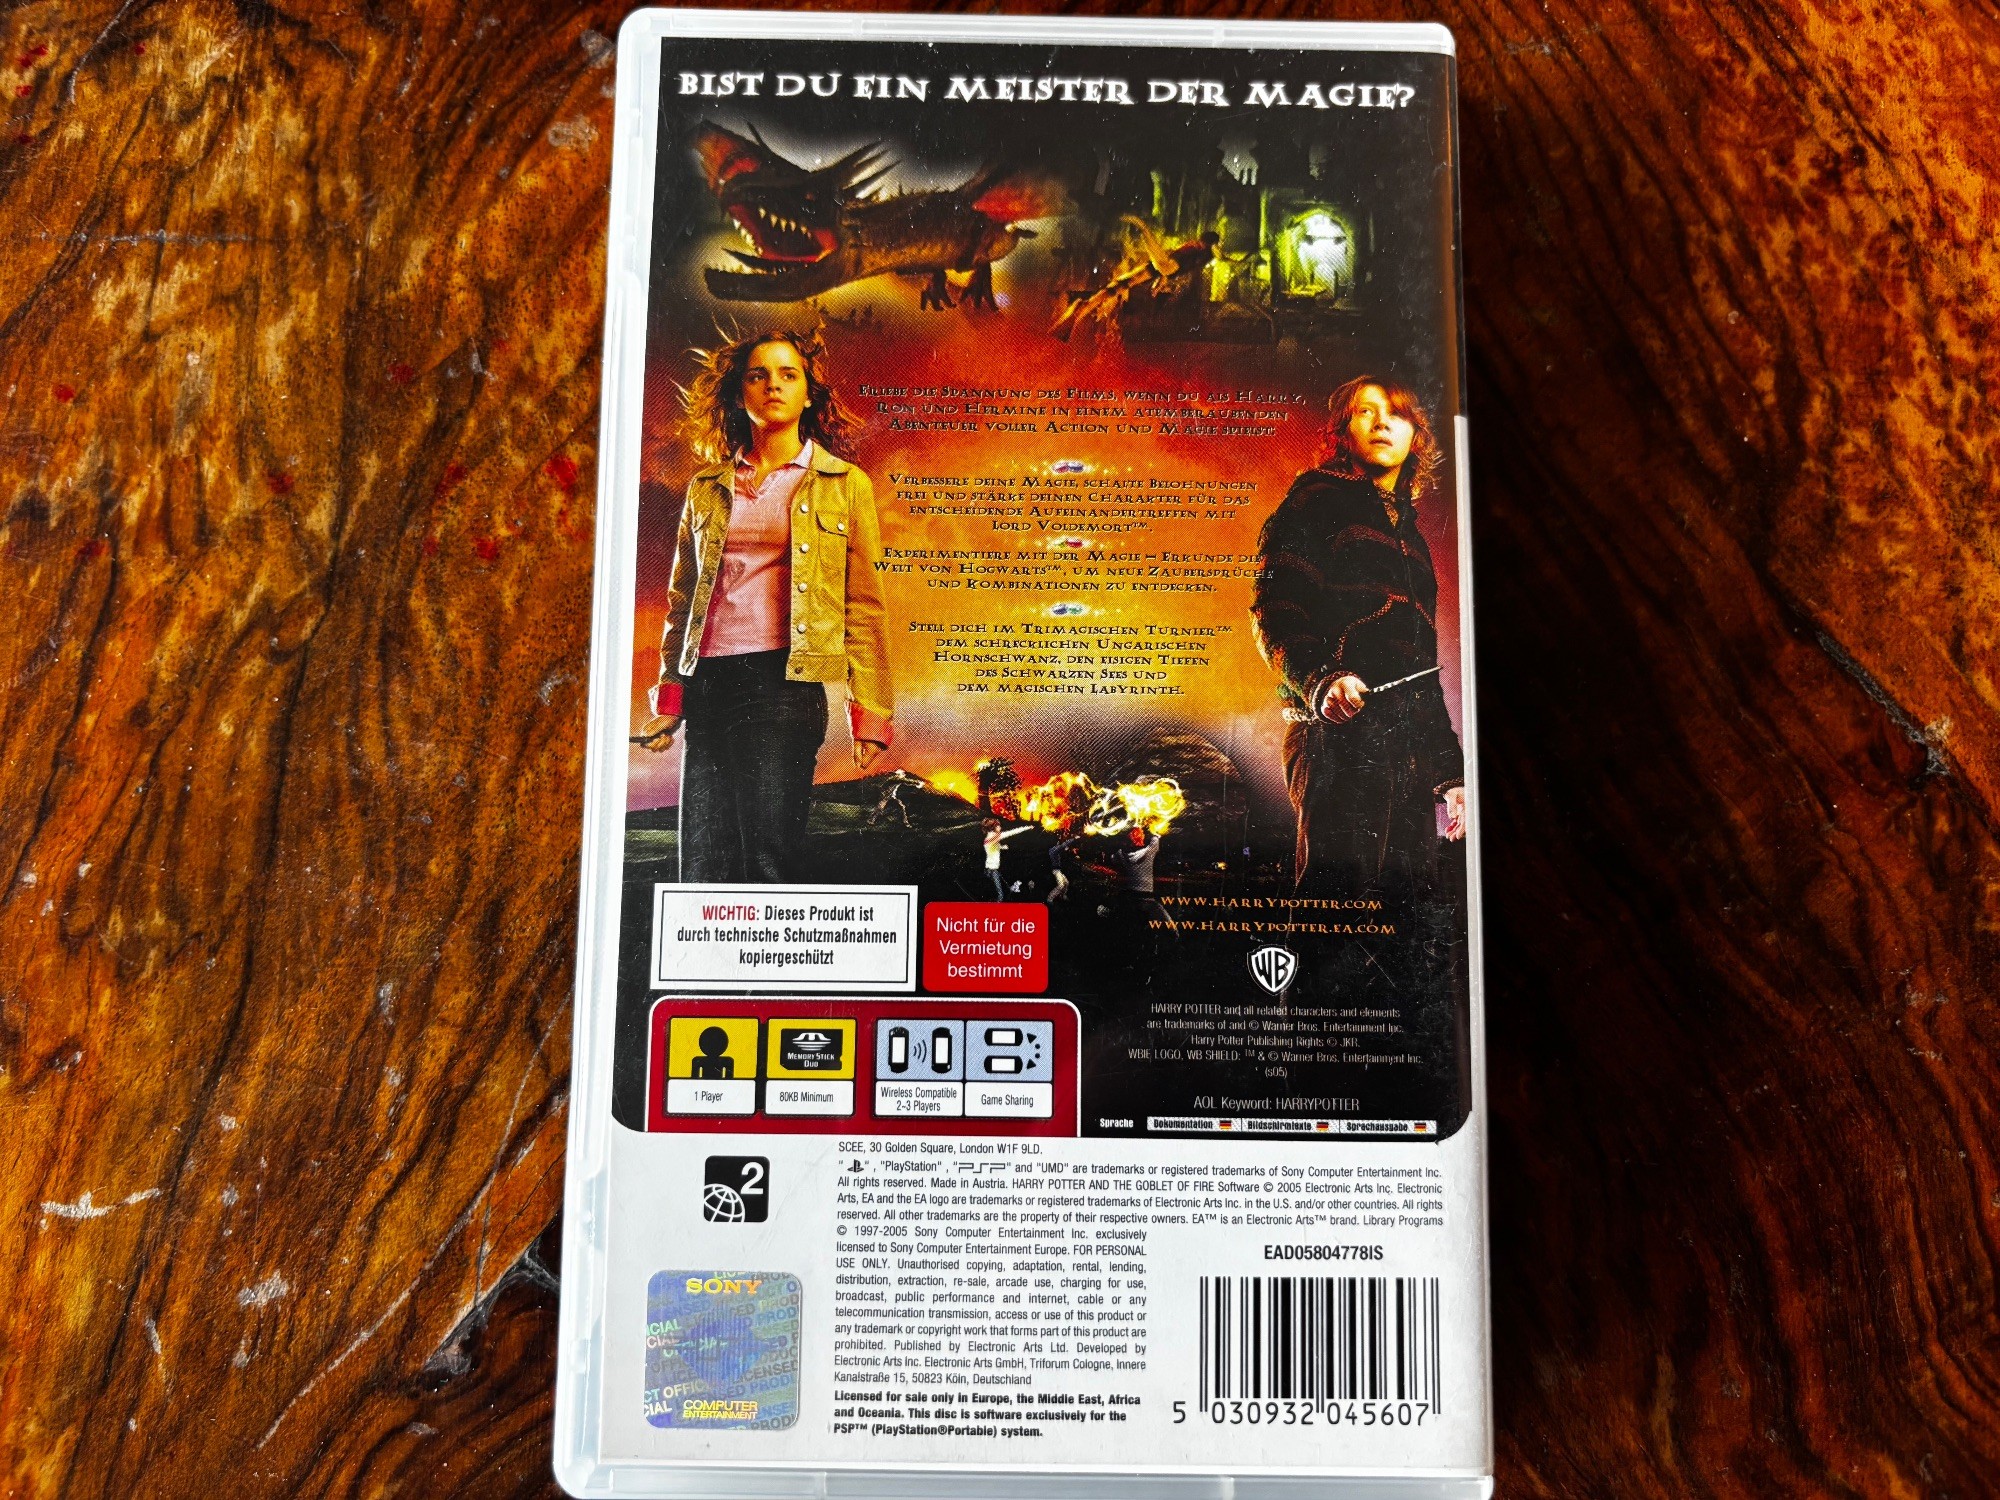 BIST DU EIN MEISTER DER MAGIE?
ERLEBE DIE SPANNUNG DES FILMS, WENN DU ALS HARRY,
RON UND HERMINE IN EINEM ATEMBERAUBENDEN
ABENTEUER VOLLER ACTION UND MAGIE SPIELST.
VERBESSERE DEINE MAGIE, SCHALTE BELOHNUNGEN
FREI UND STÄRKE DEINEN CHARAKTER FÜR DAS
ENTSCHEIDENDE AUFEINANDERTREFFEN MIT
LORD VOLDEMORT™.
EXPERIMENTIERE MIT DER MAGIE – ERKUNDE DIE
WELT VON HOGWARTS™, UM NEUE ZAUBERSPRÜCHE
UND KOMBINATIONEN ZU ENTDECKEN.
STELL DICH IM TRIMAGISCHEN TURNIER™
DEM SCHRECKLICHEN UNGARISCHEN
HORNSCHWANZ, DEN EISIGEN TIEFEN
DES SCHWARZEN SEES UND
DEM MAGISCHEN LABYRINTH.
WICHTIG: Dieses Produkt ist
durch technische Schutzmaßnahmen
kopiergeschützt
Nicht für die
Vermietung
bestimmt
WWW.HARRYPOTTER.COM
WWW.HARRYPOTTER.EA.COM
WB
HARRY POTTER and all related characters and elements
are trademarks of and © Warner Bros. Entertainment Inc.
Harry Potter Publishing Rights © JKR.
WBIE LOGO, WB SHIELD: ™ & © Warner Bros. Entertainment Inc.
(s05)
AOL Keyword: HARRYPOTTER
MEMORY STICK
DUO
1 Player
80KB Minimum
Wireless Compatible
2-3 Players
Game Sharing
Sprache
Dokumentation
Bildschirmtexte
Sprachausgabe
2
SCEE, 30 Golden Square, London W1F 9LD.
" ", "PlayStation", "PSP" and "UMD" are trademarks or registered trademarks of Sony Computer Entertainment Inc.
All rights reserved. Made in Austria. HARRY POTTER AND THE GOBLET OF FIRE Software © 2005 Electronic Arts Inc. Electronic
Arts, EA and the EA logo are trademarks or registered trademarks of Electronic Arts Inc. in the U.S. and/or other countries. All rights
reserved. All other trademarks are the property of their respective owners. EA™ is an Electronic Arts™ brand. Library Programs
© 1997-2005 Sony Computer Entertainment Inc. exclusively
licensed to Sony Computer Entertainment Europe. FOR PERSONAL
USE ONLY. Unauthorised copying, adaptation, rental, lending,
distribution, extraction, re-sale, arcade use, charging for use,
broadcast, public performance and internet, cable or any
telecommunication transmission, access or use of this product or
any trademark or copyright work that forms part of this product are
prohibited. Published by Electronic Arts Ltd. Developed by
Electronic Arts Inc. Electronic Arts GmbH, Triforum Cologne, Innere
Kanalstraße 15, 50823 Köln, Deutschland
Licensed for sale only in Europe, the Middle East, Africa
and Oceania. This disc is software exclusively for the
PSP™ (PlayStation®Portable) system.
SONY
COMPUTER
ENTERTAINMENT
EAD05804778IS
5 030932 045607